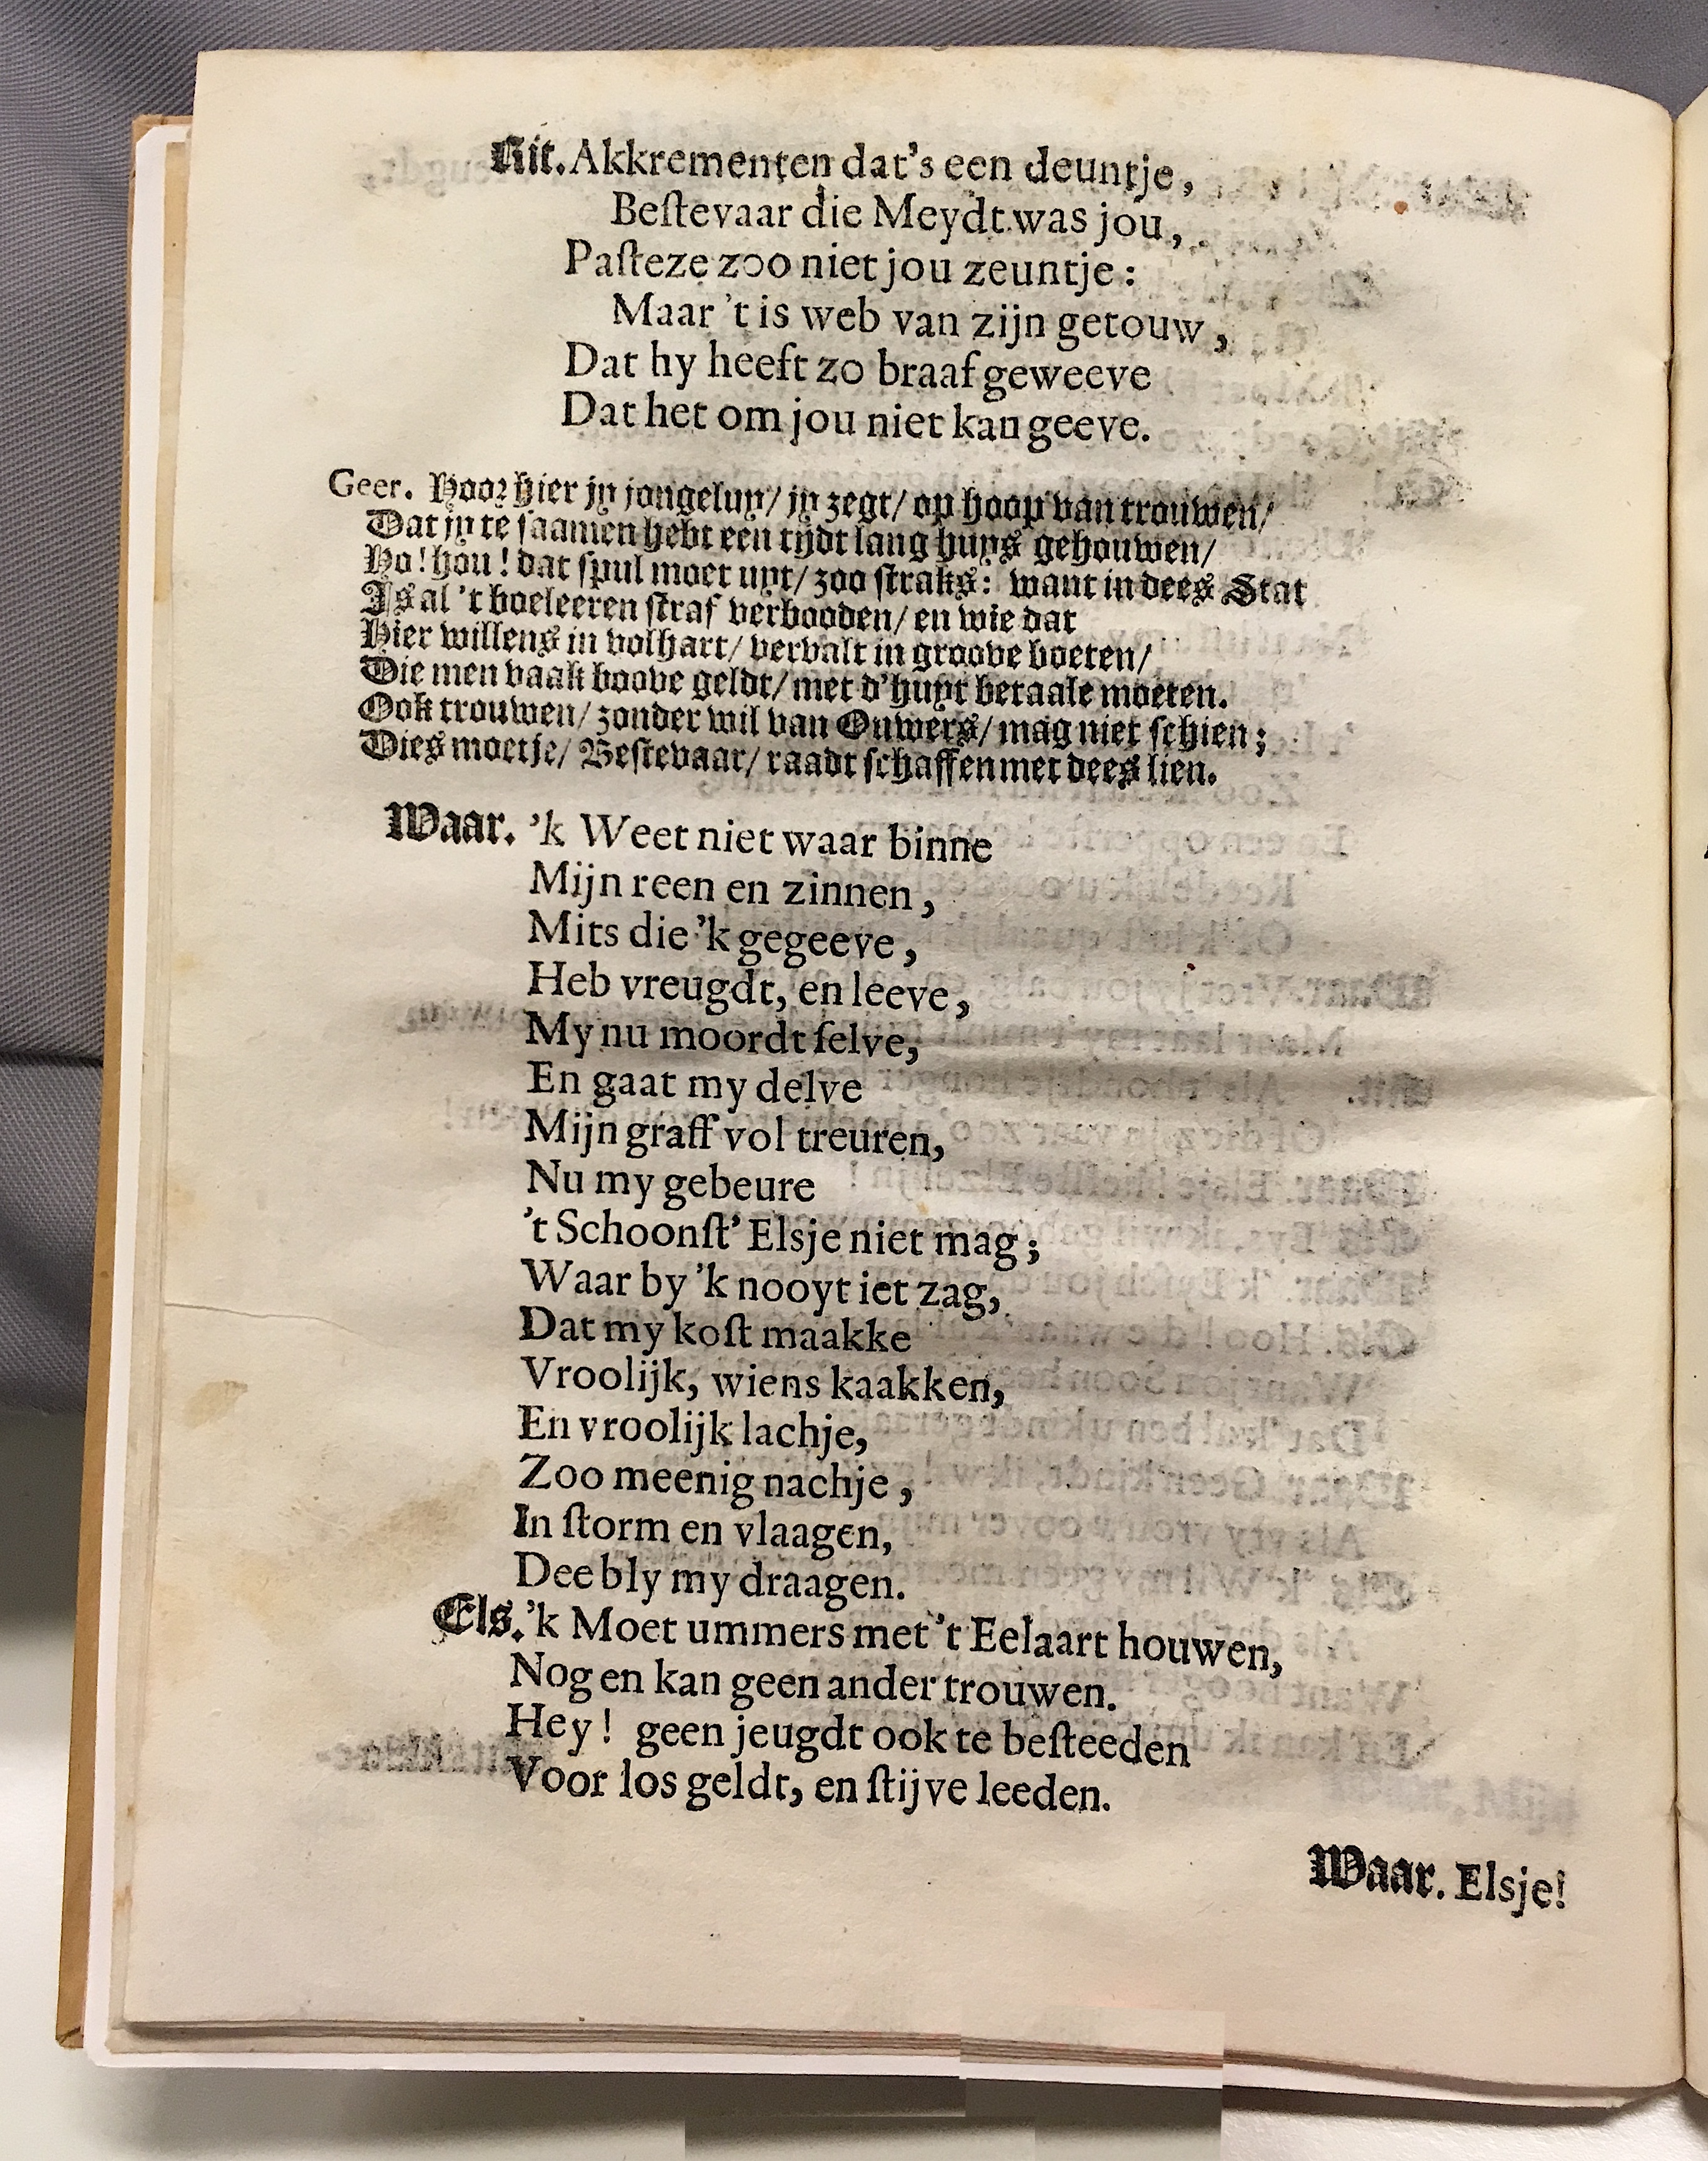 Kit. Akkrementen dat's een deuntje,
Beſtevaar die Meydt was jou,
Paſteze zoo niet jou zeuntje:
Maar 't is web van zijn getouw,
Dat hy heeft zo braaf geweeve
Dat het om jou niet kan geeve.
Geer. Hoor hier jy jongeluy/ jy zegt/ op hoop van trouwen/
Dat jy te ſaamen hebt een tijdt lang huys gehouwen/
Ho! hou! dat ſpul moet uyt/ zoo ſtraks: want in dees Stat
Is al 't boeleeren ſtraf verbooden/ en wie dat
Hier willens in volhart/ vervalt in groove boeten/
Die men vaak boove geldt/ met d'huyt betaale moeten.
Ook trouwen/ zonder wil van Ouwers/ mag niet ſchien;
Dies moetje/ Beſtevaar/ raadt ſchaffen met dees lien.
Waar. 'k Weet niet waar binne
Mijn reen en zinnen,
Mits die 'k gegeeve,
Heb vreugdt, en leeve,
My nu moordt ſelve,
En gaat my delve
Mijn graff vol treuren,
Nu my gebeure
't Schoonſt' Elsje niet mag;
Waar by 'k nooyt iet zag,
Dat my koſt maakke
Vroolijk, wiens kaakken,
En vroolijk lachje,
Zoo meenig nachje,
In ſtorm en vlaagen,
Dee bly my draagen.
Els. 'k Moet ummers met 't Eelaart houwen,
Nog en kan geen ander trouwen.
Hey! geen jeugdt ook te beſteeden
Voor los geldt, en ſtijve leeden.
Waar. Elsje!